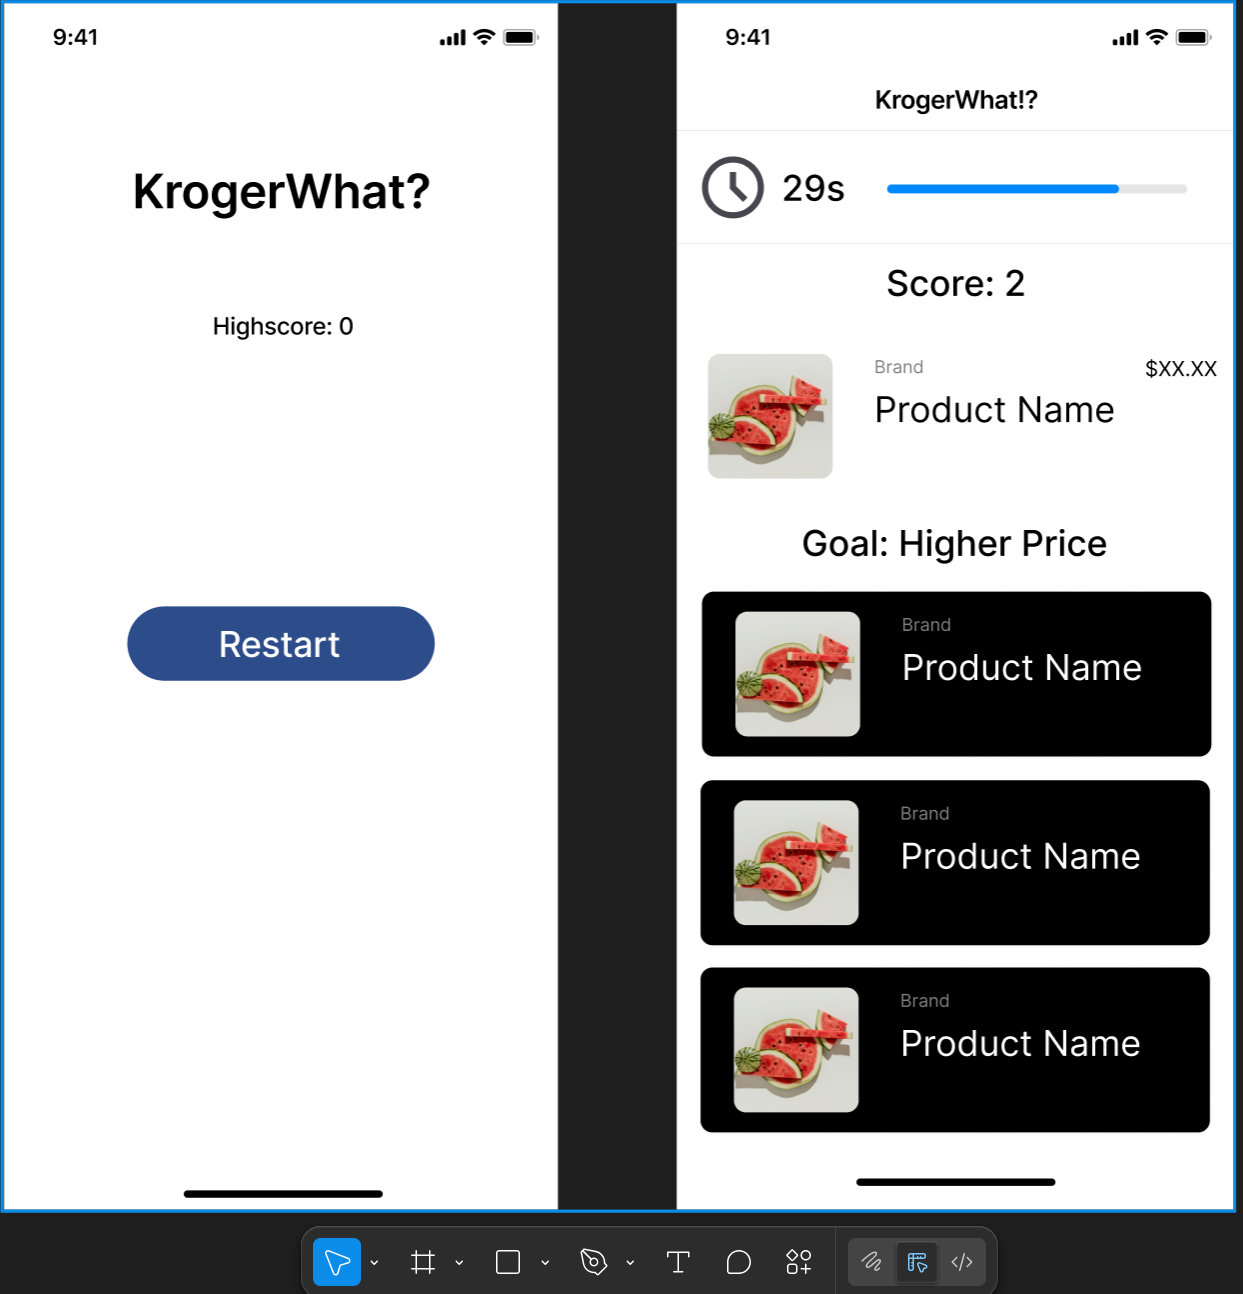 9:41
KrogerWhat?
Highscore: 0
Restart
9:41
KrogerWhat!?
29s
Score: 2
Brand
$XX.XX
Product Name
Goal: Higher Price
Brand
Product Name
Brand
Product Name
Brand
Product Name